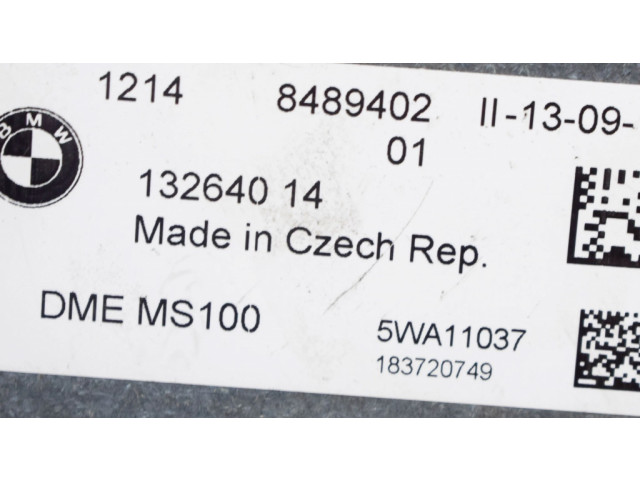 1214 8489402 II-13-09-
01
BMW
132640 14
Made in Czech Rep.
DME MS100
5WA11037
183720749